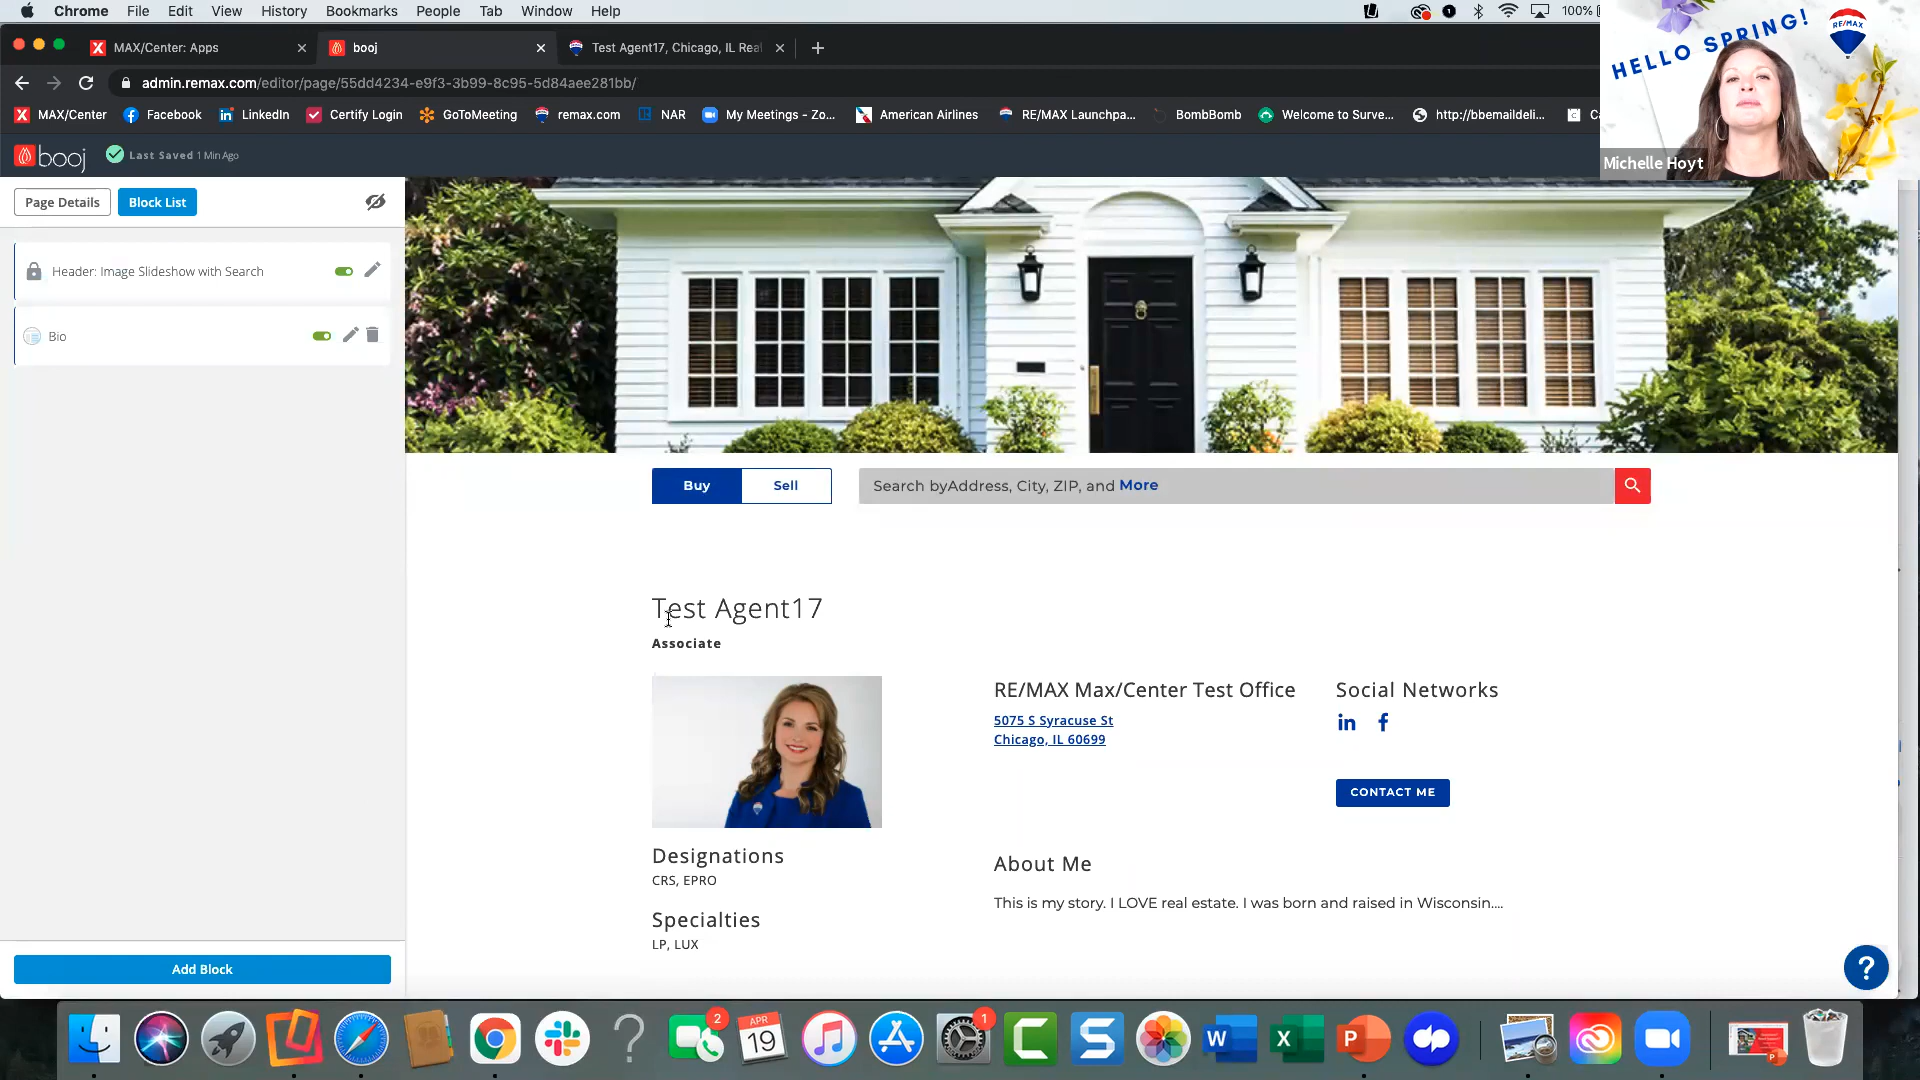 Chrome File Edit View History Bookmarks People Tab Window Help
1 100%
MAX/Center: Apps
booj
Test Agent17, Chicago, IL Rea
admin.remax.com/editor/page/55dd4234-e9f3-3b99-8c95-5d84aee281bb/
MAX/Center Facebook LinkedIn Certify Login GoToMeeting remax.com NAR My Meetings - Zo... American Airlines RE/MAX Launchpa... BombBomb Welcome to Surve... http://bbemaildeli...
HELLO SPRING!
RE/MAX
Michelle Hoyt
booj Last Saved 1 Min Ago
Page Details Block List
Header: Image Slideshow with Search
Bio
Add Block
Buy Sell Search byAddress, City, ZIP, and More
Test Agent17
Associate
RE/MAX Max/Center Test Office
5075 S Syracuse St
Chicago, IL 60699
Social Networks
in f
CONTACT ME
Designations
CRS, EPRO
Specialties
LP, LUX
About Me
This is my story. I LOVE real estate. I was born and raised in Wisconsin....
?
2
APR
19
1
C
S
W
X
P